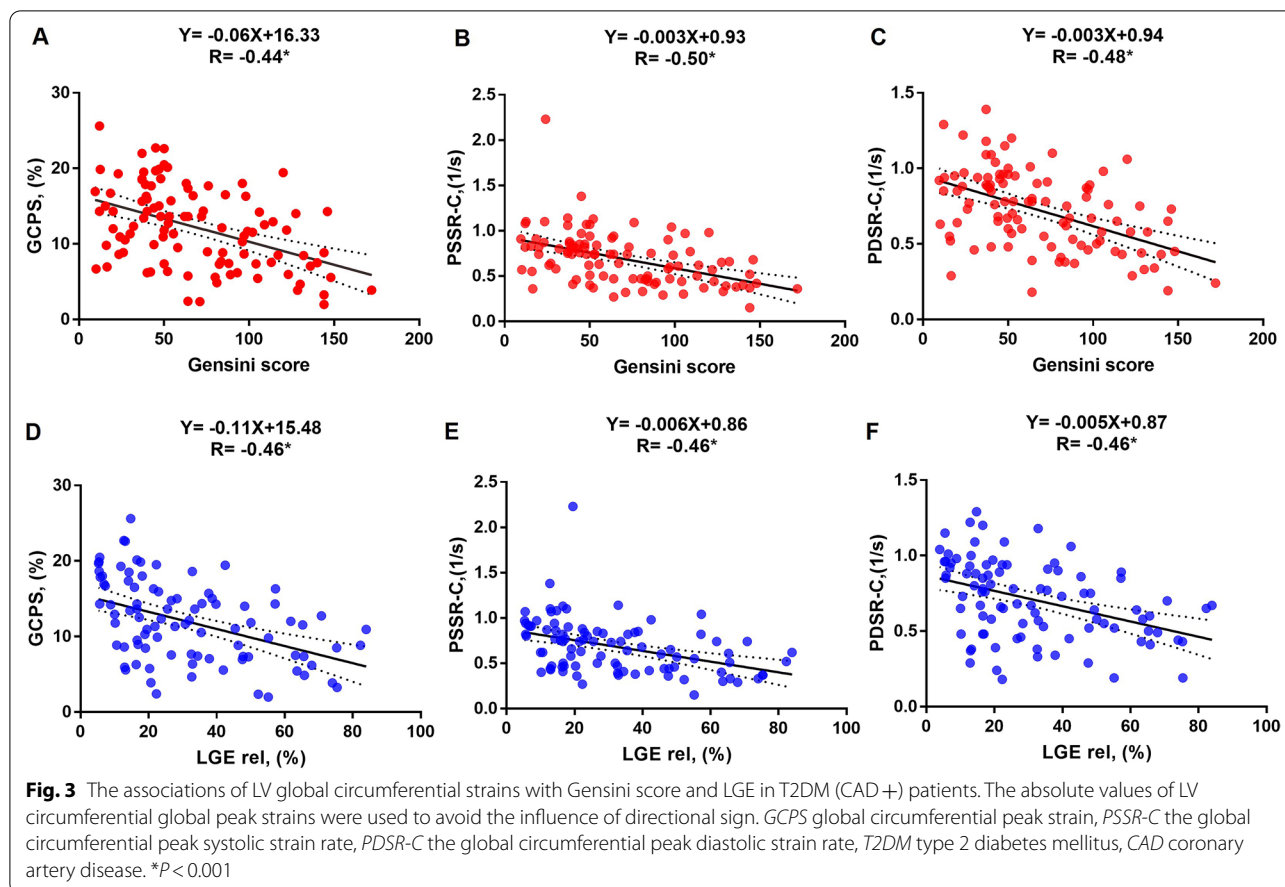 A
Y= -0.06X+16.33
R= -0.44*
GCPS, (%)
30
20
10
0
0 50 100 150 200
Gensini score
B
Y= -0.003X+0.93
R= -0.50*
PSSR-C,(1/s)
2.5
2.0
1.5
1.0
0.5
0.0
0 50 100 150 200
Gensini score
C
Y= -0.003X+0.94
R= -0.48*
PDSR-C,(1/s)
1.5
1.0
0.5
0.0
0 50 100 150 200
Gensini score
D
Y= -0.11X+15.48
R= -0.46*
GCPS, (%)
30
20
10
0
0 20 40 60 80 100
LGE rel, (%)
E
Y= -0.006X+0.86
R= -0.46*
PSSR-C,(1/s)
2.5
2.0
1.5
1.0
0.5
0.0
0 20 40 60 80 100
LGE rel, (%)
F
Y= -0.005X+0.87
R= -0.46*
PDSR-C,(1/s)
1.5
1.0
0.5
0.0
0 20 40 60 80 100
LGE rel, (%)
Fig. 3 The associations of LV global circumferential strains with Gensini score and LGE in T2DM (CAD +) patients. The absolute values of LV
circumferential global peak strains were used to avoid the influence of directional sign. GCPS global circumferential peak strain, PSSR-C the global
circumferential peak systolic strain rate, PDSR-C the global circumferential peak diastolic strain rate, T2DM type 2 diabetes mellitus, CAD coronary
artery disease. *P < 0.001